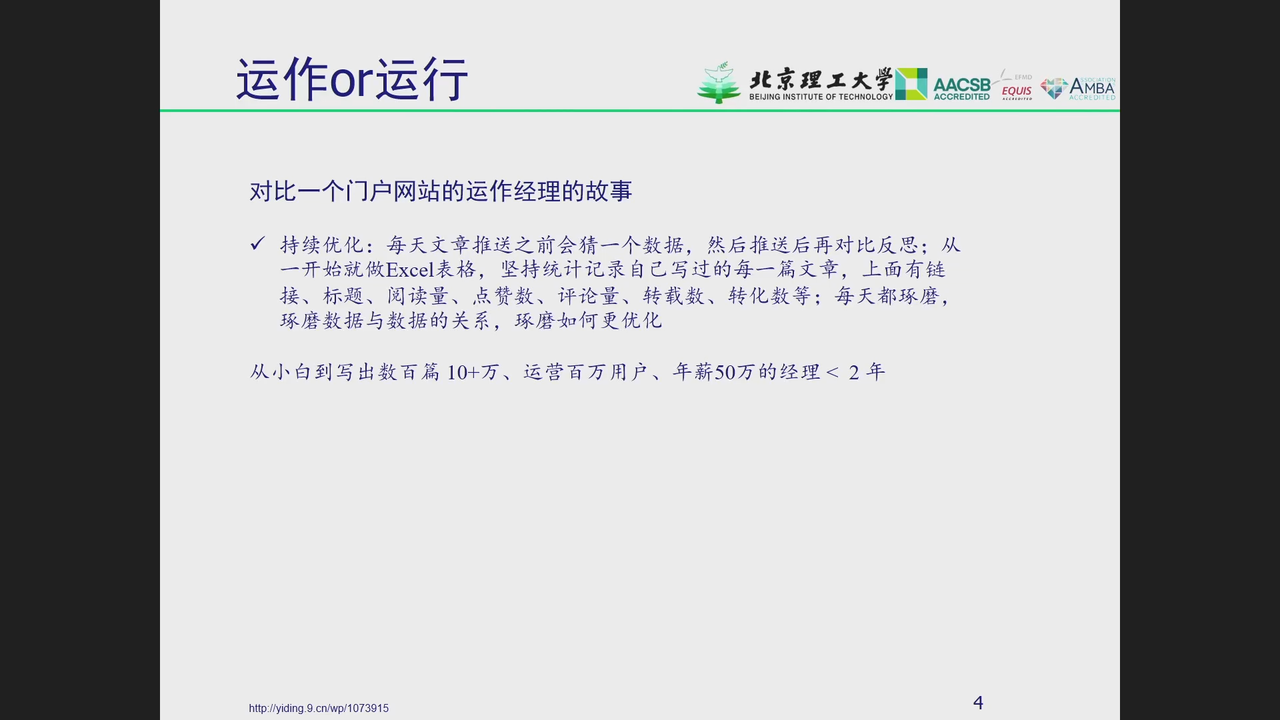 运作or运行
北京理工大學
BEIJING INSTITUTE OF TECHNOLOGY
AACSB
ACCREDITED
EFMD
EQUIS
ACCREDITED
ASSOCIATION
AMBA
ACCREDITED
对比一个门户网站的运作经理的故事
✓ 持续优化：每天文章推送之前会猜一个数据，然后推送后再对比反思；从
一开始就做Excel表格，坚持统计记录自己写过的每一篇文章，上面有链
接、标题、阅读量、点赞数、评论量、转载数、转化数等；每天都琢磨，
琢磨数据与数据的关系，琢磨如何更优化
从小白到写出数百篇 10+万、运营百万用户、年薪50万的经理 < 2 年
http://yiding.9.cn/wp/1073915
4